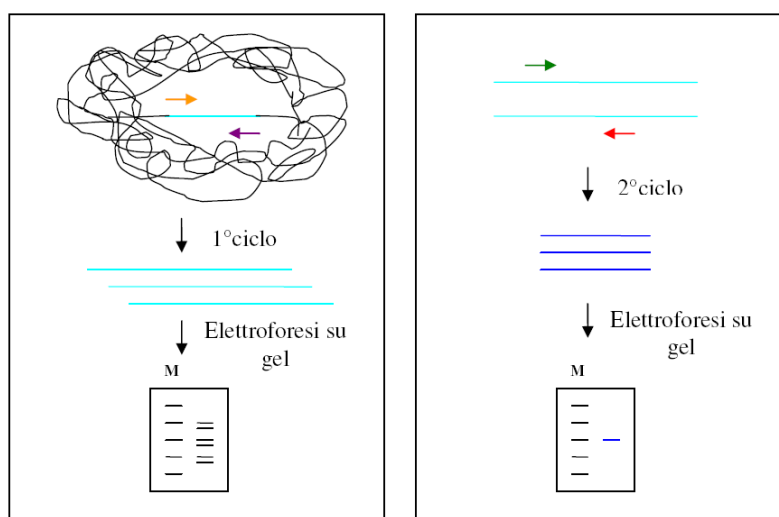 1°ciclo
Elettroforesi su
gel
M
2°ciclo
Elettroforesi su
gel
M